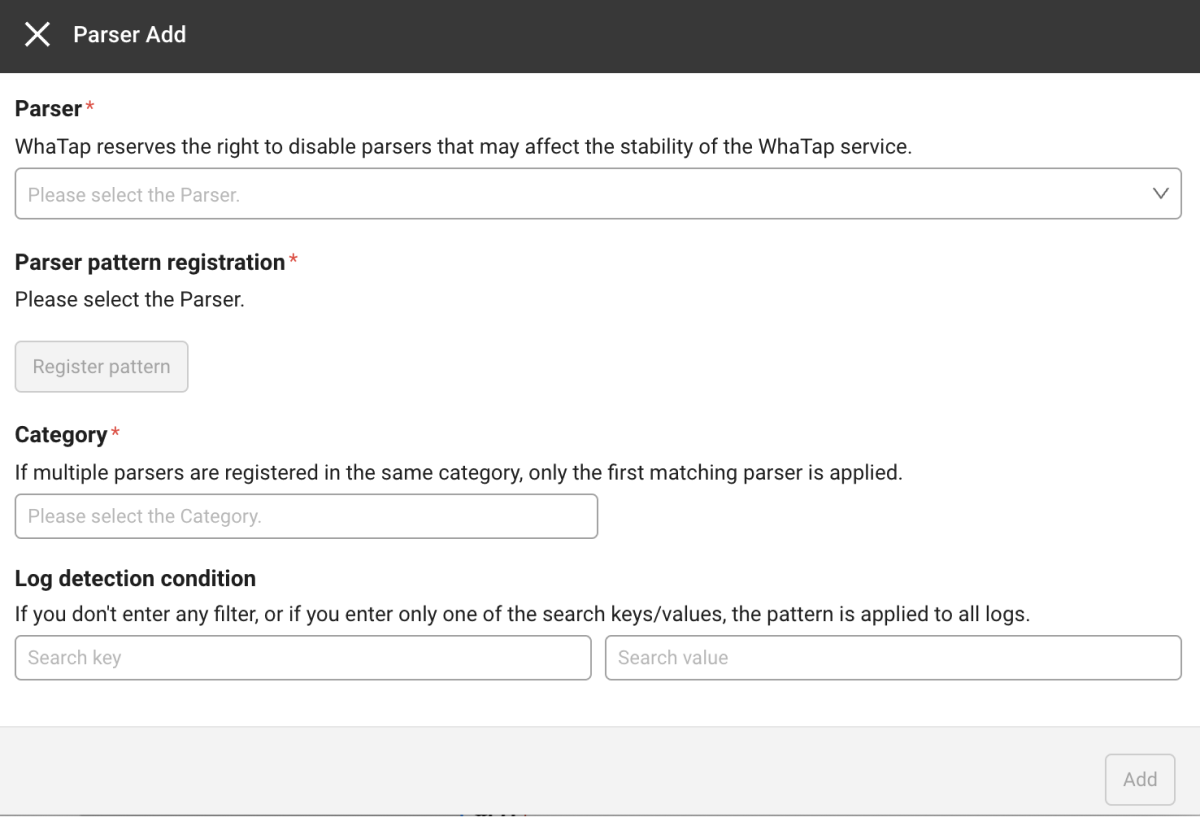 Parser Add
Parser*
WhaTap reserves the right to disable parsers that may affect the stability of the WhaTap service.
Please select the Parser.
Parser pattern registration*
Please select the Parser.
Register pattern
Category*
If multiple parsers are registered in the same category, only the first matching parser is applied.
Please select the Category.
Log detection condition
If you don't enter any filter, or if you enter only one of the search keys/values, the pattern is applied to all logs.
Search key Search value
Add